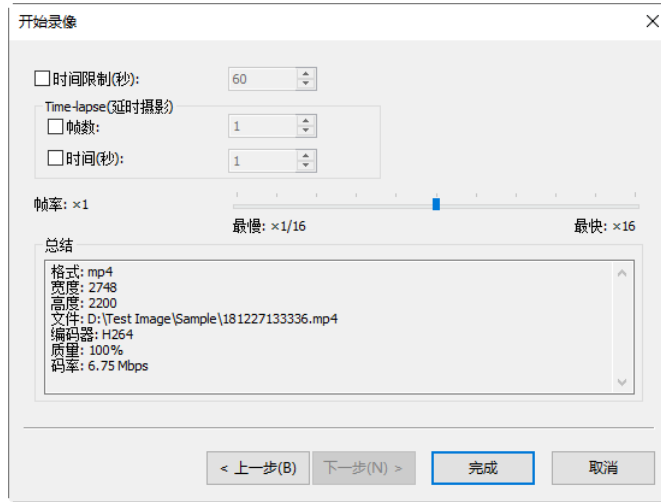 开始录像
时间限制(秒): 60
Time-lapse(延时摄影)
帧数: 1
时间(秒): 1
帧率: ×1
最慢: ×1/16 最快: ×16
总结
格式: mp4
宽度: 2748
高度: 2200
文件: D:\Test Image\Sample\181227133336.mp4
编码器: H264
质量: 100%
码率: 6.75 Mbps
< 上一步(B) 下一步(N) > 完成 取消